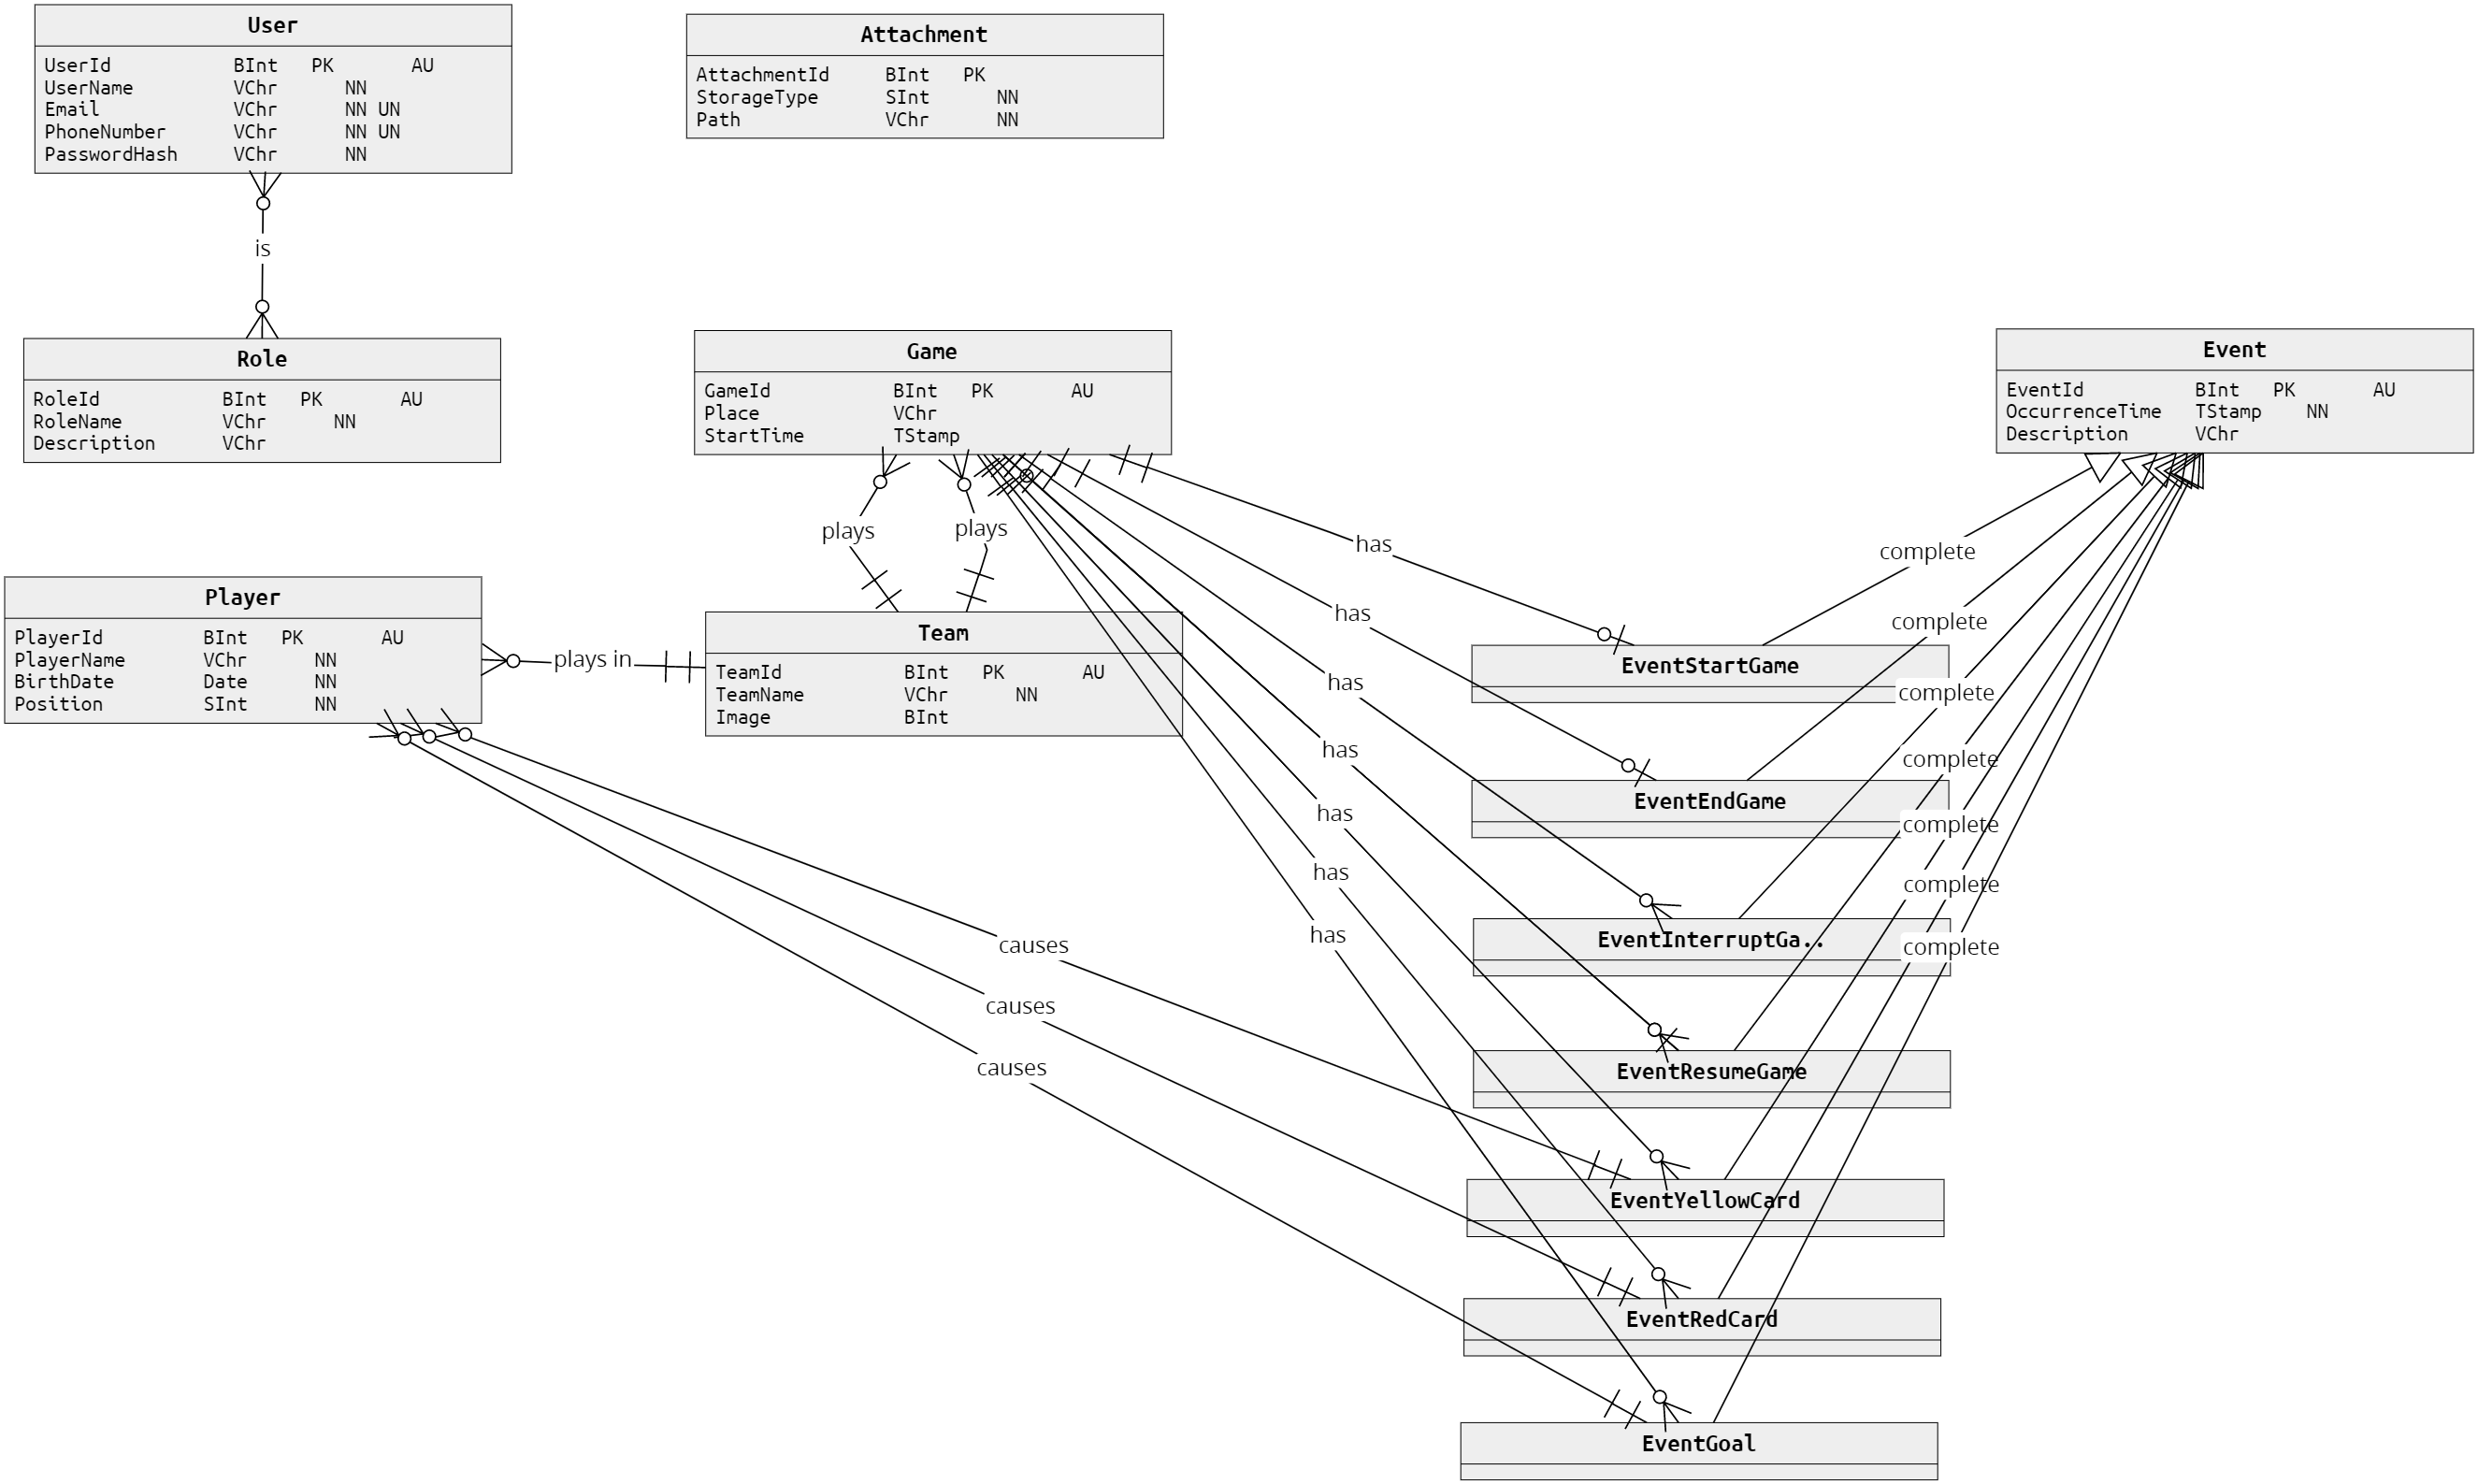 User
UserId BInt PK AU
UserName VChr NN
Email VChr NN UN
PhoneNumber VChr NN UN
PasswordHash VChr NN
Attachment
AttachmentId BInt PK
StorageType SInt NN
Path VChr NN
is
Role
RoleId BInt PK AU
RoleName VChr NN
Description VChr
Game
GameId BInt PK AU
Place VChr
StartTime TStamp
Event
EventId BInt PK AU
OccurrenceTime TStamp NN
Description VChr
plays
plays
Player
PlayerId BInt PK AU
PlayerName VChr NN
BirthDate Date NN
Position SInt NN
plays in
Team
TeamId BInt PK AU
TeamName VChr NN
Image BInt
has
has
has
has
has
has
has
complete
complete
complete
complete
complete
complete
complete
EventStartGame
EventEndGame
EventInterruptGa..
EventResumeGame
EventYellowCard
EventRedCard
EventGoal
causes
causes
causes